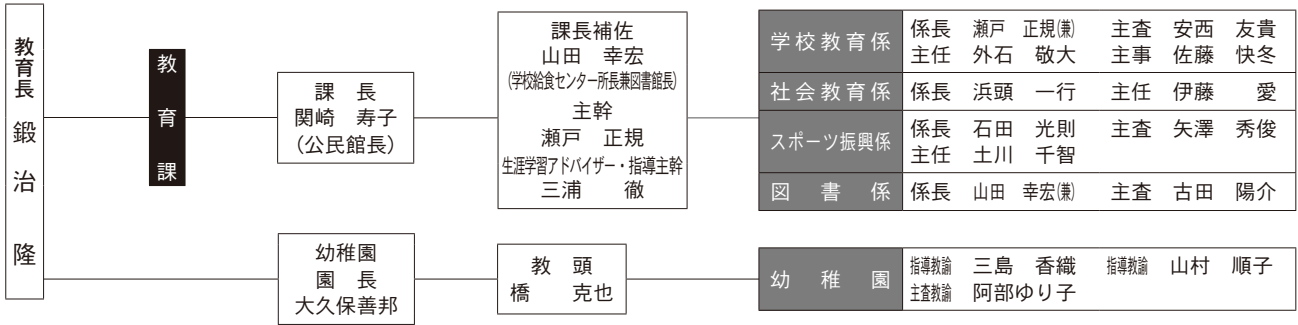 教育長 鍛治 隆
教育課
課　長
関崎　寿子
(公民館長)
課長補佐
山田　幸宏
(学校給食センター所長兼図書館長)
主幹
瀬戸　正規
生涯学習アドバイザー・指導主幹
三浦　　徹
学校教育係　係長　瀬戸　正規(兼)　主査　安西　友貴
主任　外石　敬大　主事　佐藤　快冬
社会教育係　係長　浜頭　一行　主任　伊藤　　愛
スポーツ振興係　係長　石田　光則　主査　矢澤　秀俊
主任　土川　千智
図書係　係長　山田　幸宏(兼)　主査　古田　陽介
幼稚園
園　長
大久保善邦
教　頭
橋　　克也
幼稚園　指導教諭　三島　香織　指導教諭　山村　順子
主査教諭　阿部ゆり子